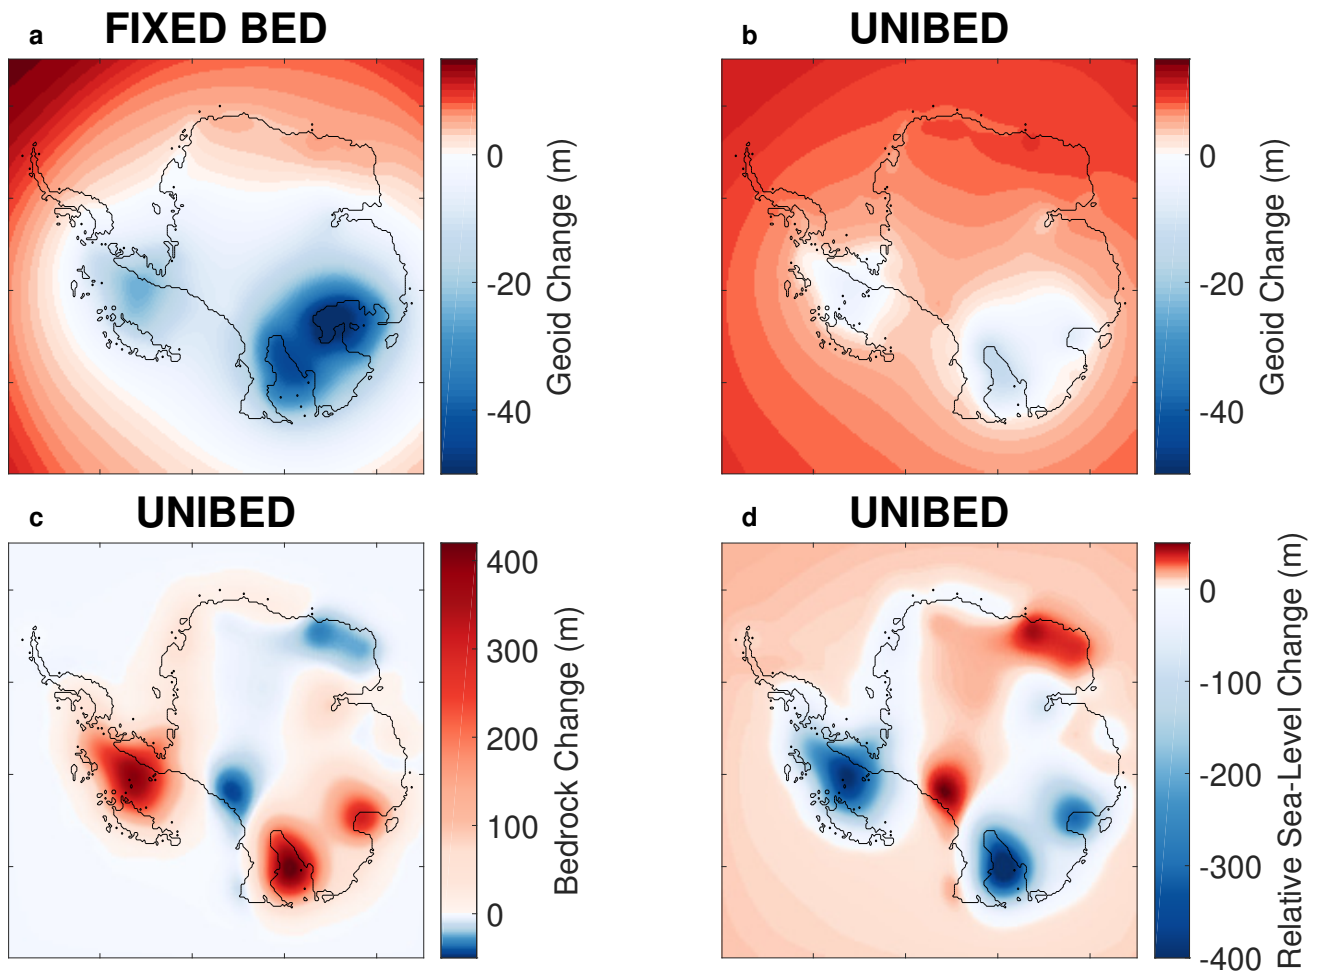 a FIXED BED
0
-20
-40
Geoid Change (m)
b UNIBED
0
-20
-40
Geoid Change (m)
c UNIBED
400
300
200
100
0
Bedrock Change (m)
d UNIBED
0
-100
-200
-300
-400
Relative Sea-Level Change (m)